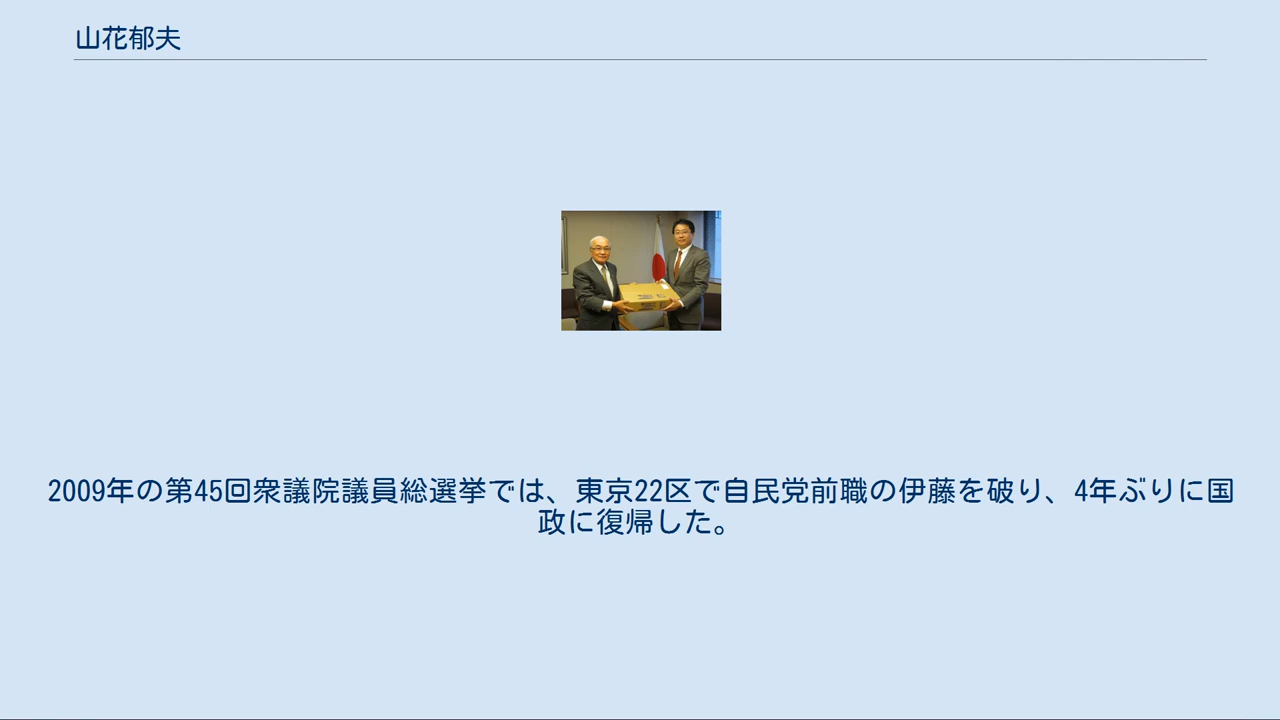 山花郁夫
2009年の第45回衆議院議員総選挙では、東京22区で自民党前職の伊藤を破り、4年ぶりに国
政に復帰した。